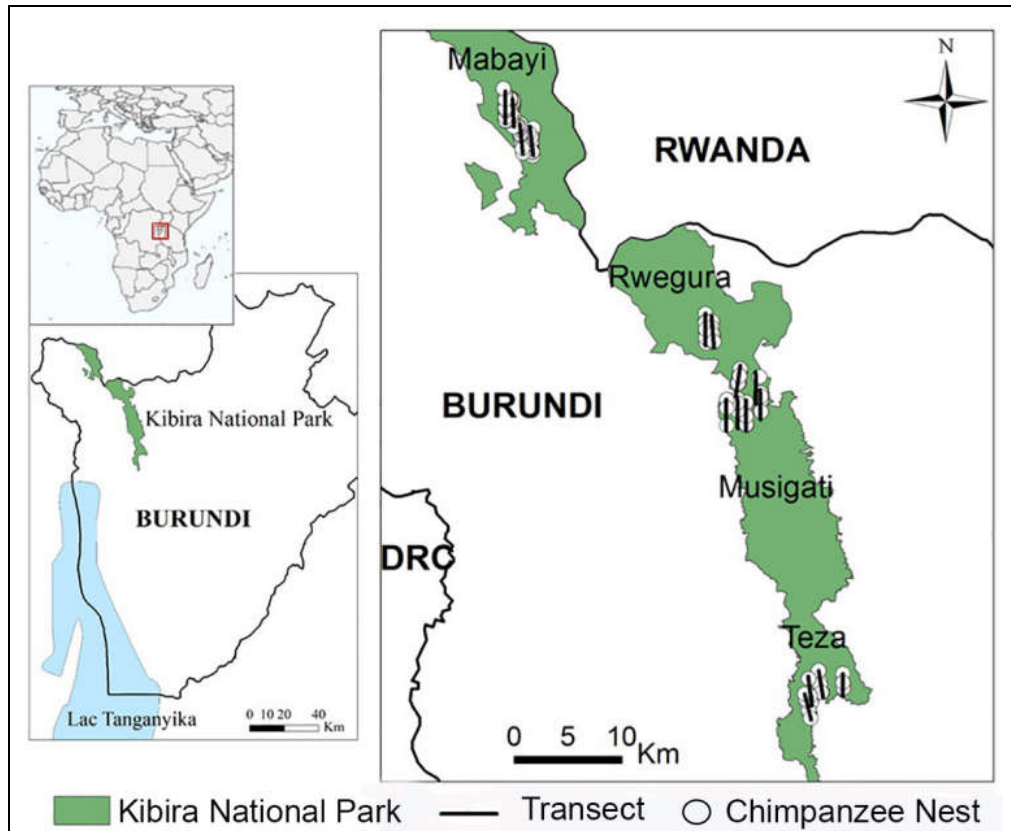 Kibira National Park
BURUNDI
Lac Tanganyika
0 10 20 40
Km
N
Mabayi
RWANDA
Rwegura
BURUNDI
Musigati
DRC
Teza
0 5 10
Km
Kibira National Park Transect Chimpanzee Nest